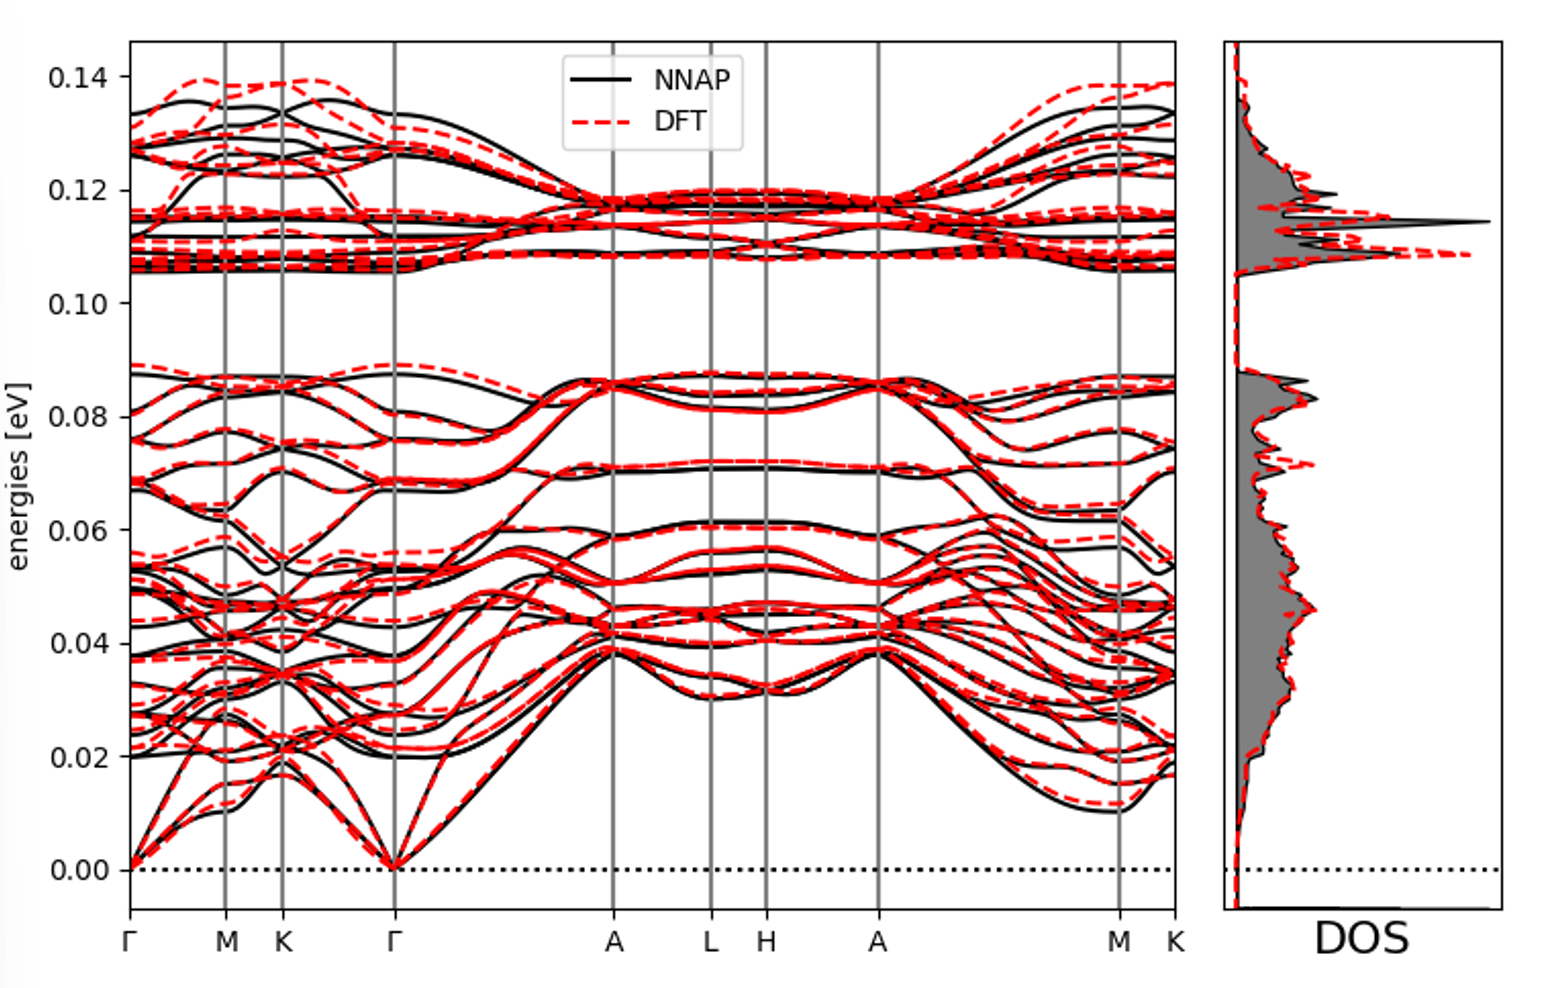 NNAP
DFT
0.14
0.12
0.10
0.08
0.06
0.04
0.02
0.00
energies [eV]
Γ M K Γ A L H A M K
DOS